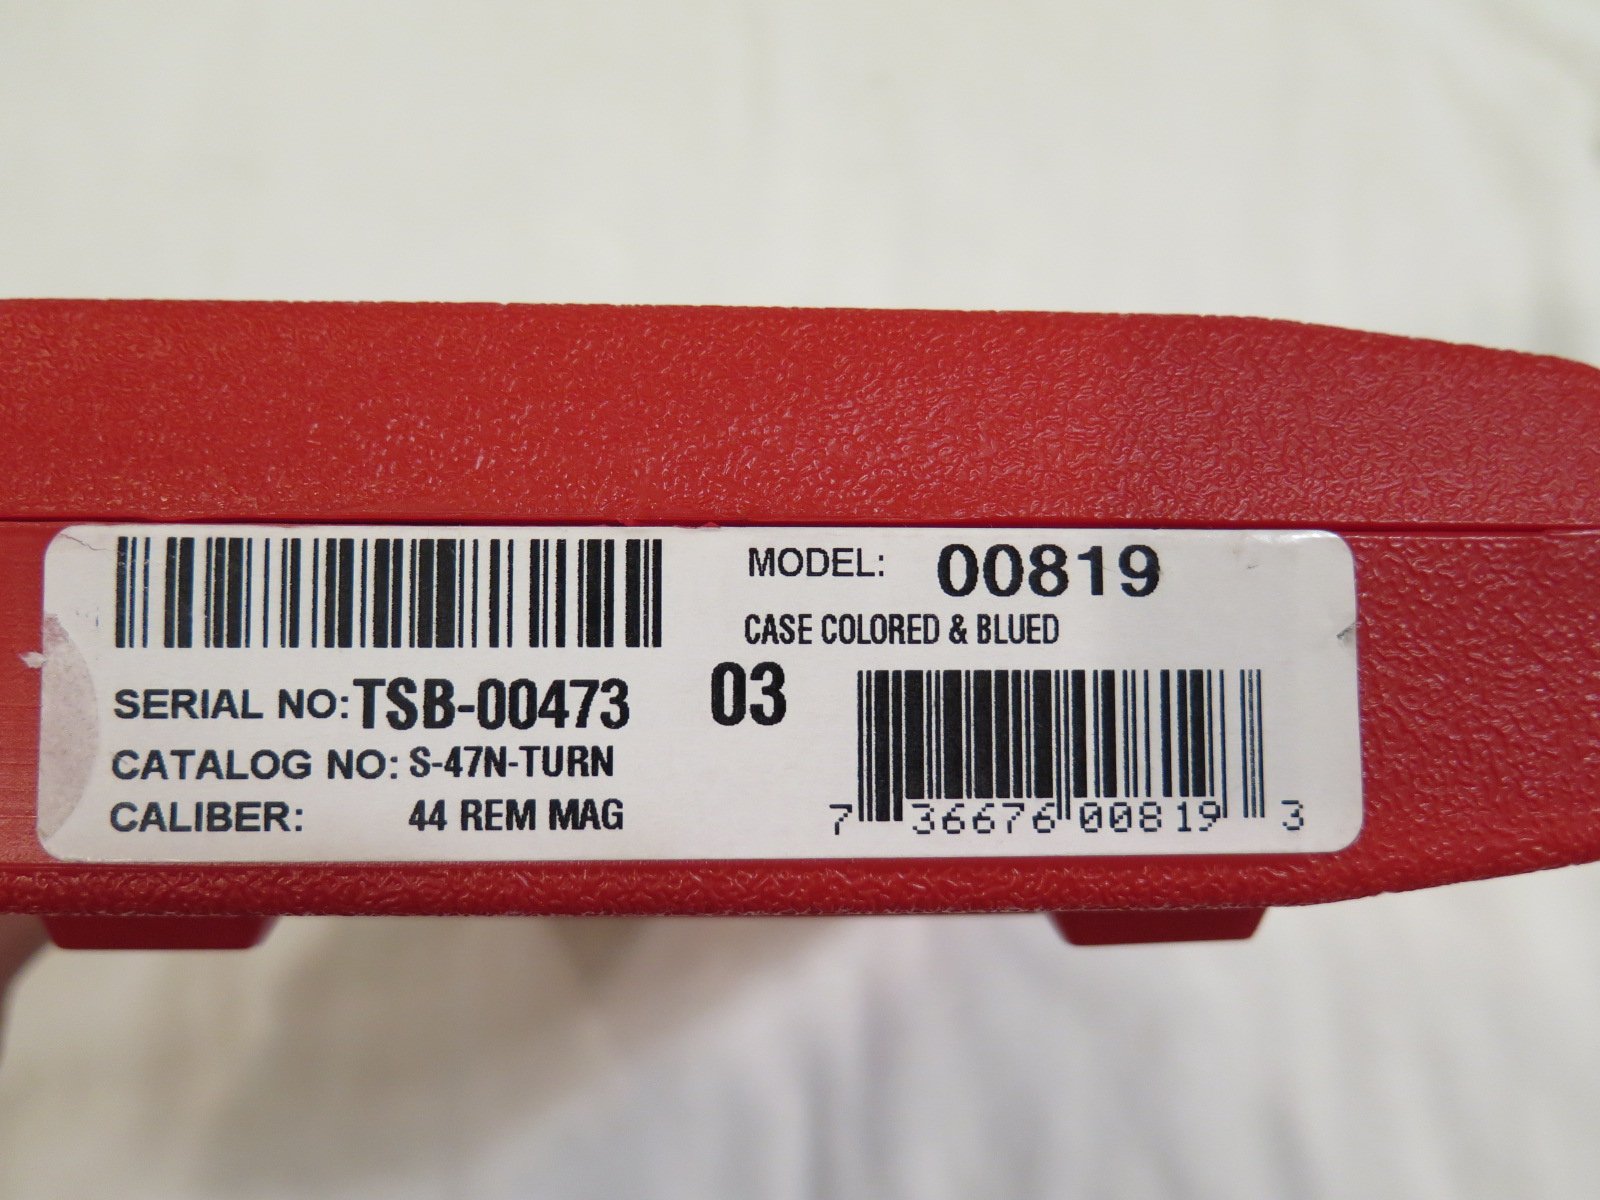 SERIAL NO: TSB-00473
CATALOG NO: S-47N-TURN
CALIBER: 44 REM MAG
MODEL: 00819
CASE COLORED & BLUED
03
7 36676 00819 3